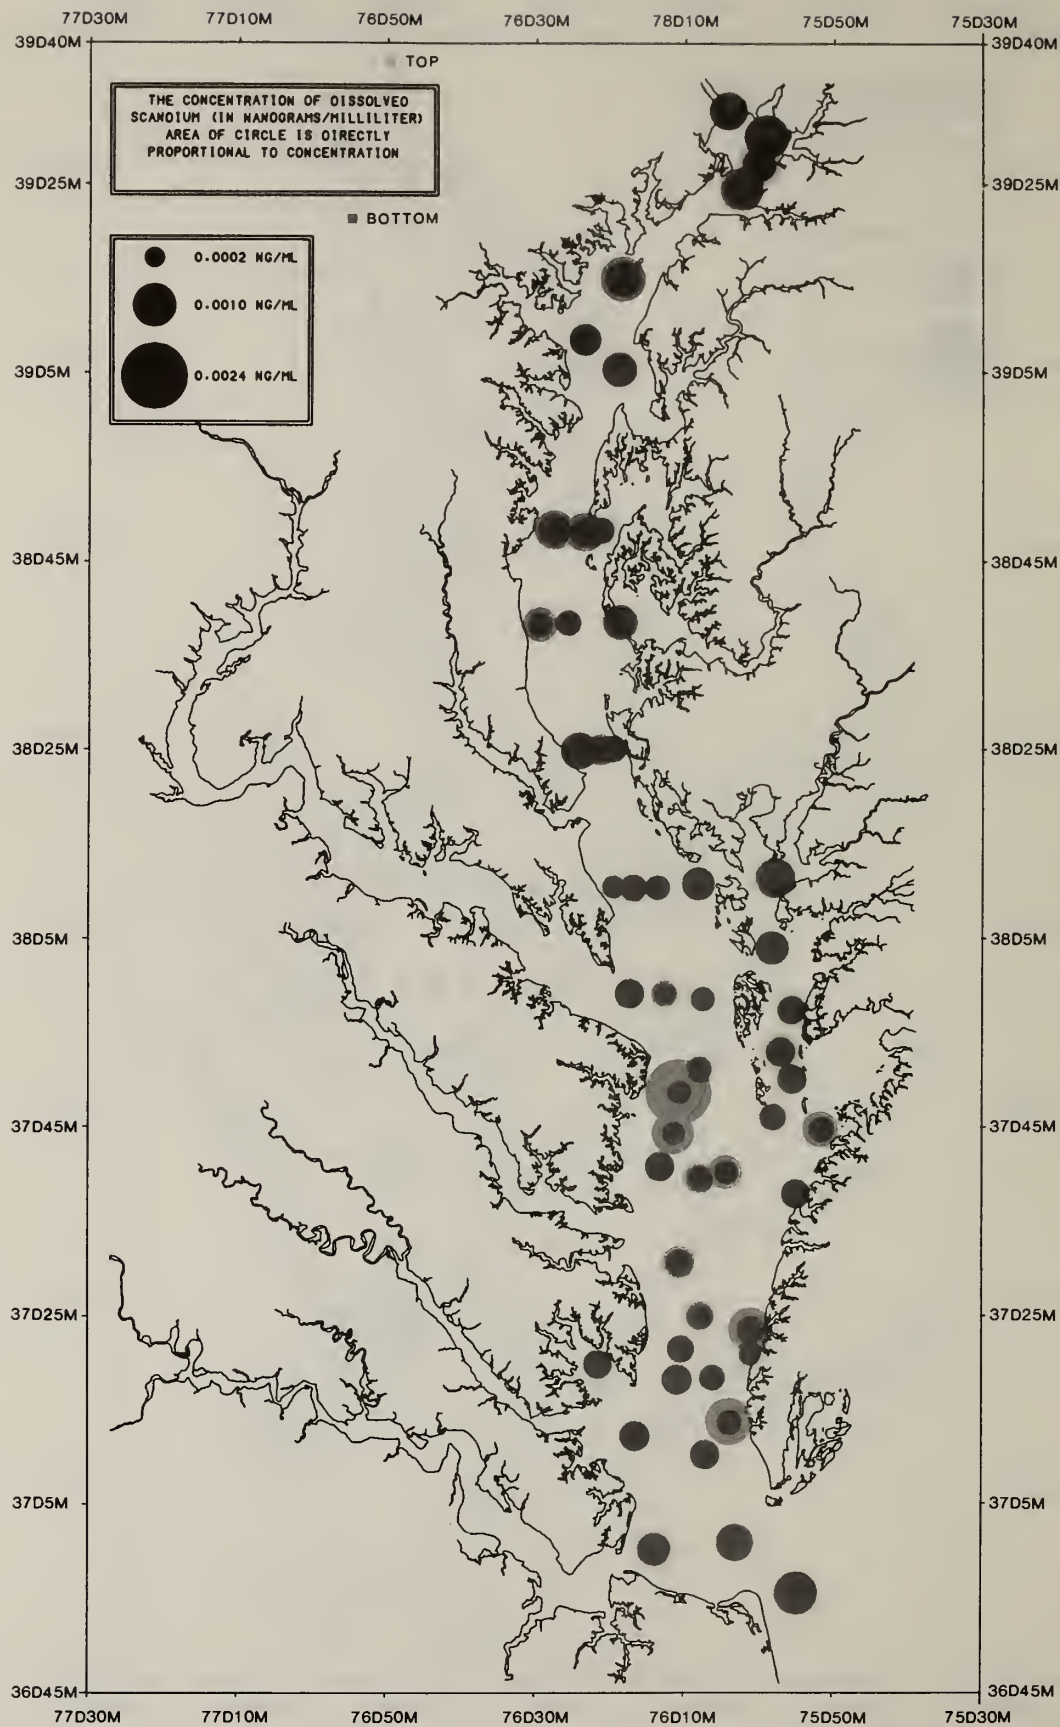 77D30M 77D10M 76D50M 76D30M 78D10M 75D50M 75D30M
39D40M 39D40M
TOP
THE CONCENTRATION OF DISSOLVED
SCANDIUM (IN NANOGRAMS/MILLILITER)
AREA OF CIRCLE IS DIRECTLY
PROPORTIONAL TO CONCENTRATION
39D25M 39D25M
BOTTOM
0.0002 NG/ML
0.0010 NG/ML
0.0024 NG/ML
39D5M 39D5M
38D45M 38D45M
38D25M 38D25M
38D5M 38D5M
37D45M 37D45M
37D25M 37D25M
37D5M 37D5M
36D45M 36D45M
77D30M 77D10M 76D50M 76D30M 76D10M 75D50M 75D30M